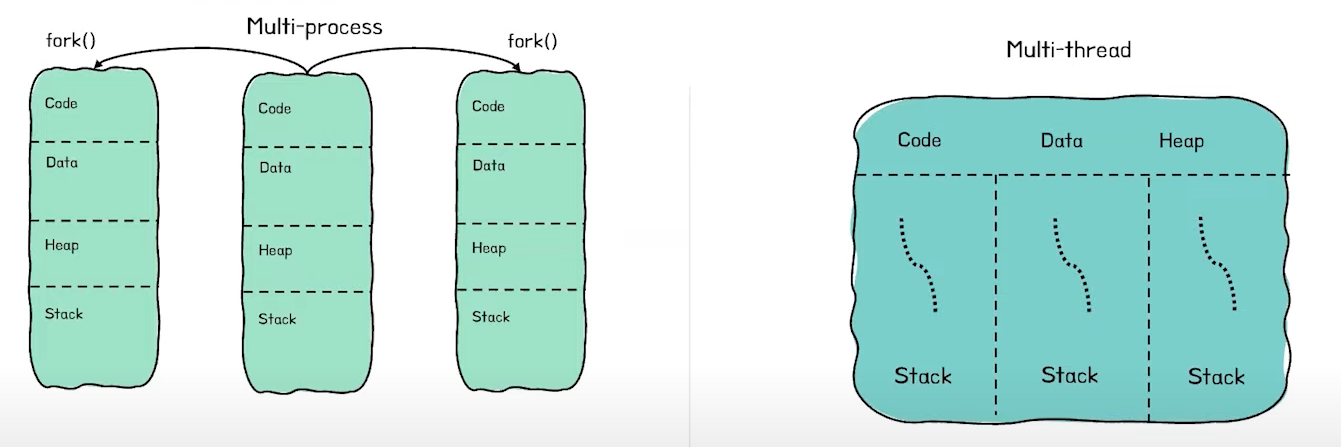 Multi-process
fork()
fork()
Code
Data
Heap
Stack
Code
Data
Heap
Stack
Code
Data
Heap
Stack
Multi-thread
Code Data Heap
Stack Stack Stack